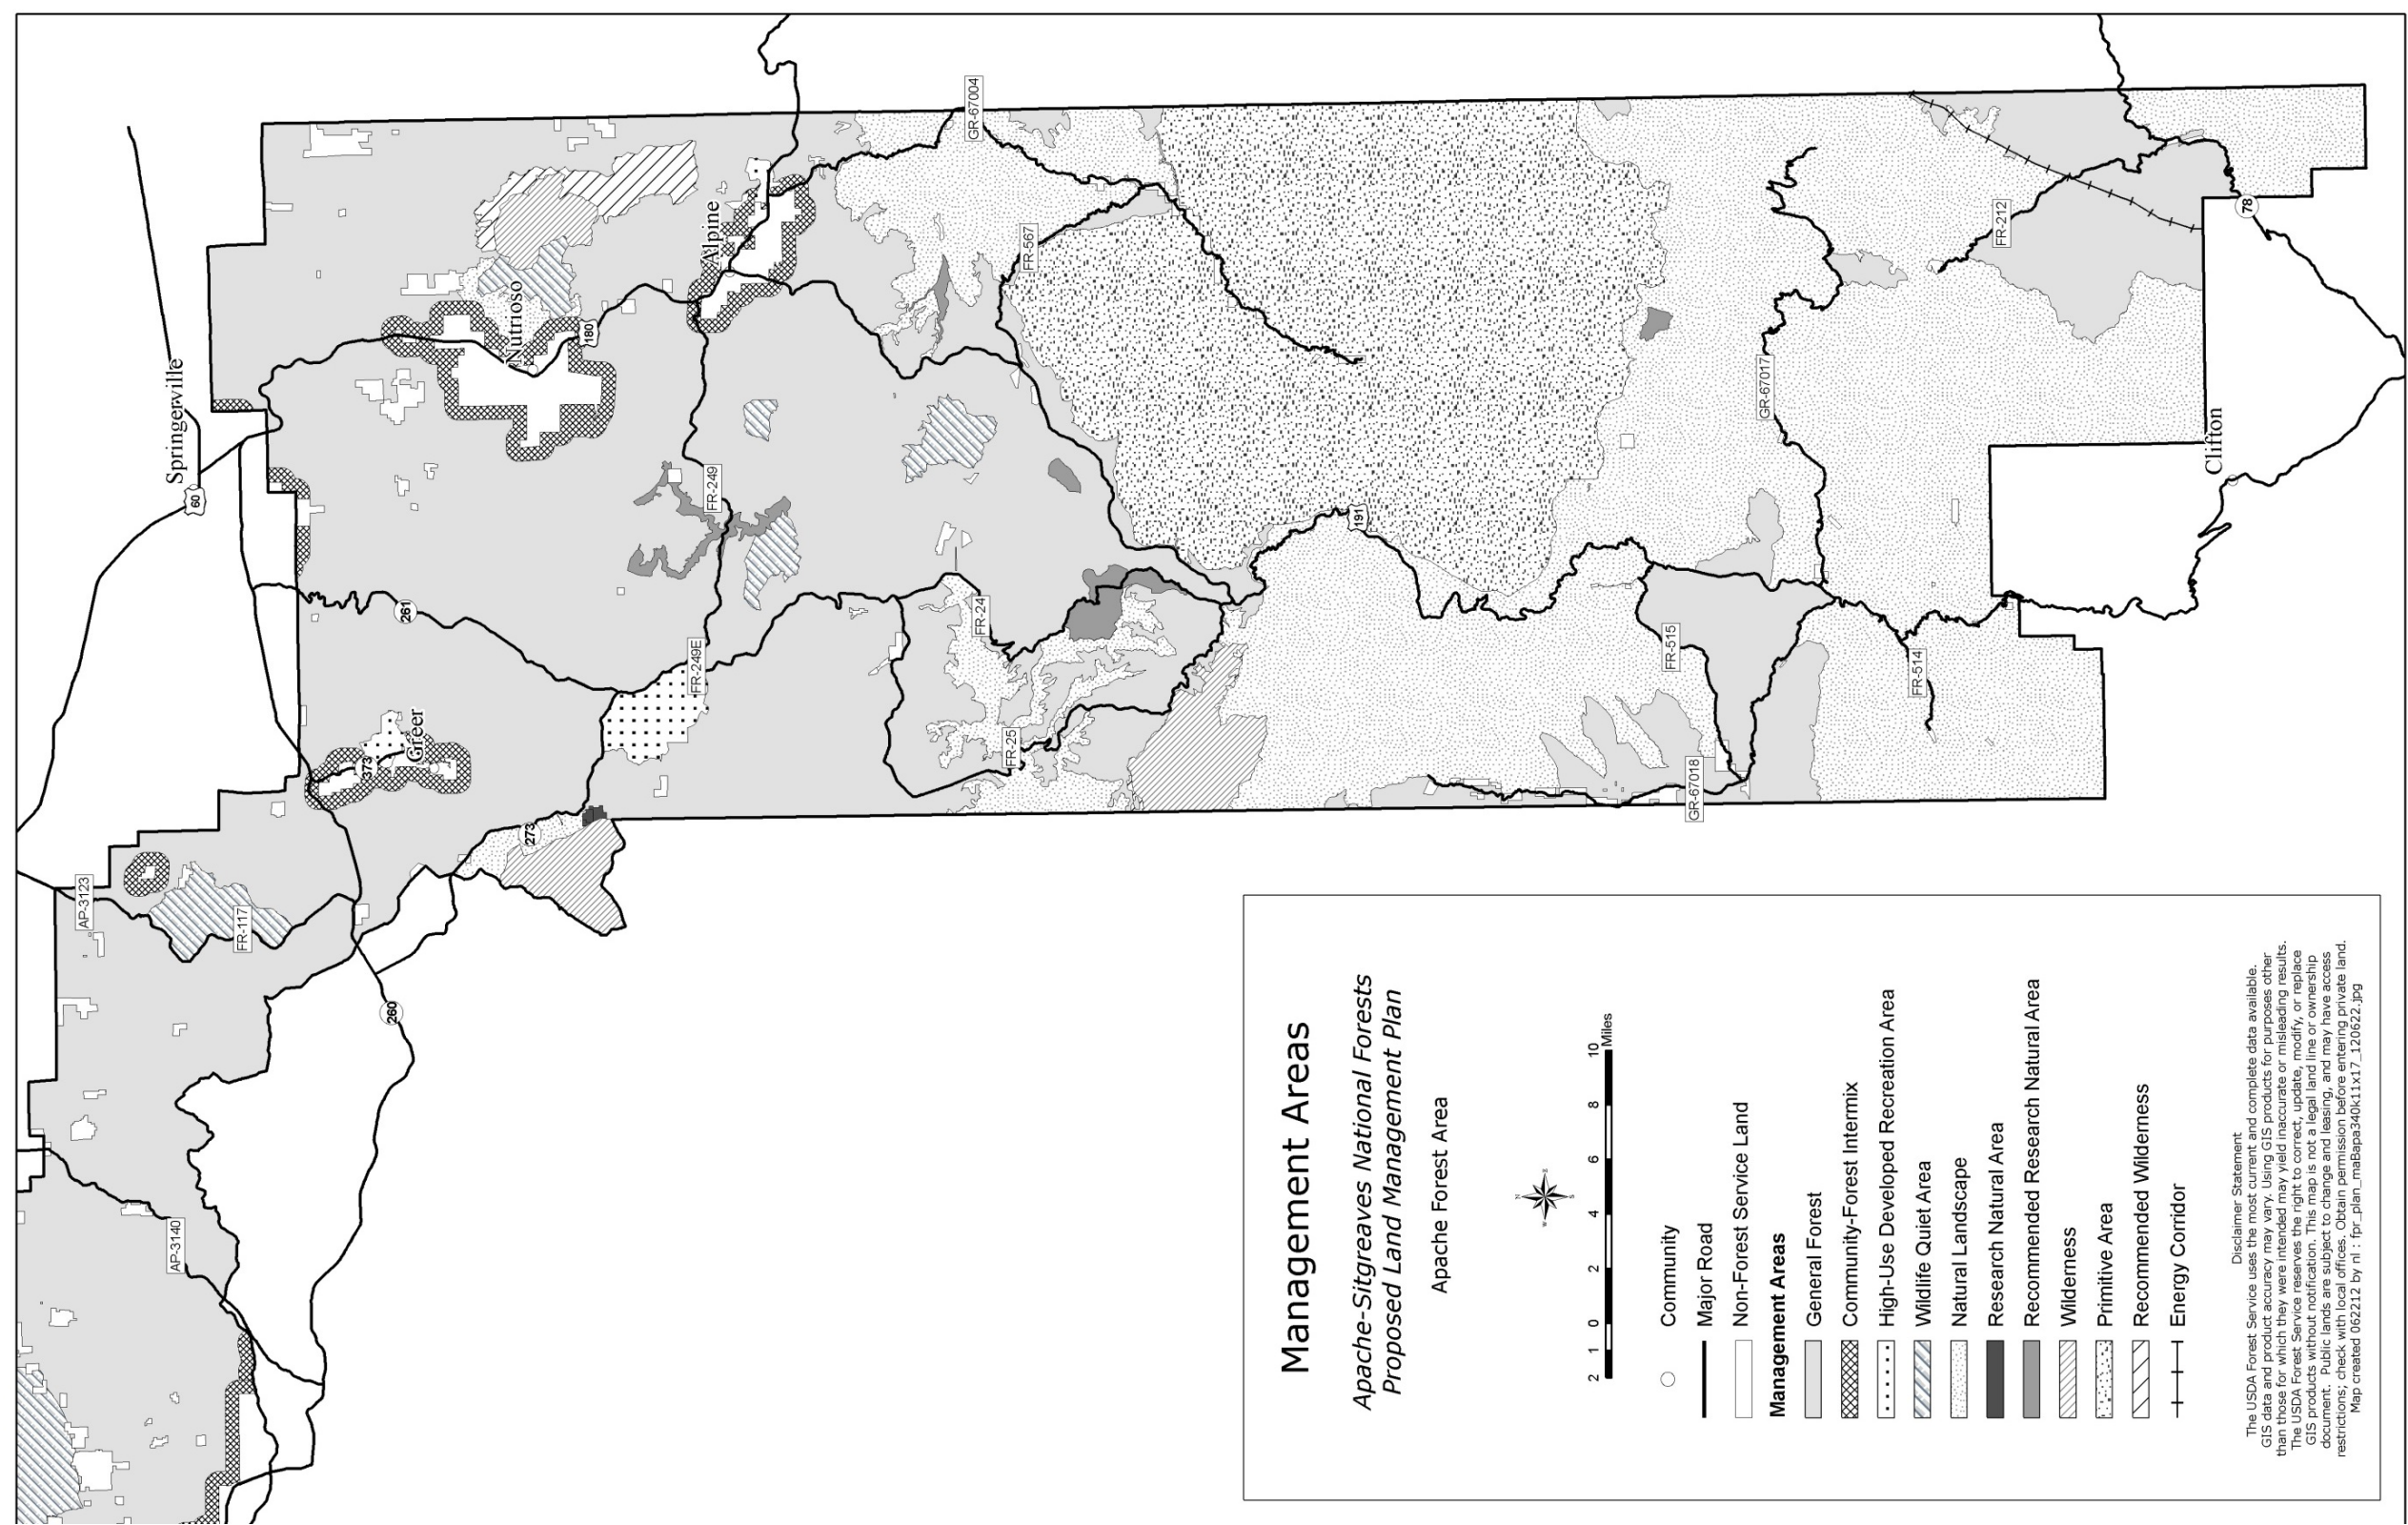 Management Areas
Apache-Sitgreaves National Forests
Proposed Land Management Plan
Apache Forest Area
N
W
E
S
2 1 0 2 4 6 8 10
Miles
Community
Major Road
Non-Forest Service Land
Management Areas
General Forest
Community-Forest Intermix
High-Use Developed Recreation Area
Wildlife Quiet Area
Natural Landscape
Research Natural Area
Recommended Research Natural Area
Wilderness
Primitive Area
Recommended Wilderness
Energy Corridor
Disclaimer Statement
The USDA Forest Service uses the most current and complete data available.
GIS data and product accuracy may vary. Using GIS products for purposes other
than those for which they were intended may yield inaccurate or misleading results.
The USDA Forest Service reserves the right to correct, update, modify, or replace
GIS products without notification. This map is not a legal land line or ownership
document. Public lands are subject to change and leasing, and may have access
restrictions; check with local offices. Obtain permission before entering private land.
Map created 062212 by nl : fpr_plan_maBapa340k11x17_120622.jpg
AP-3140
AP-3123
FR-117
260
273
373
Greer
Springerville
60
261
Nutrioso
180
Alpine
FR-249
FR-249E
GR-67004
FR-567
FR-24
FR-25
191
FR-515
GR-67018
GR-67017
FR-514
FR-212
78
Clifton